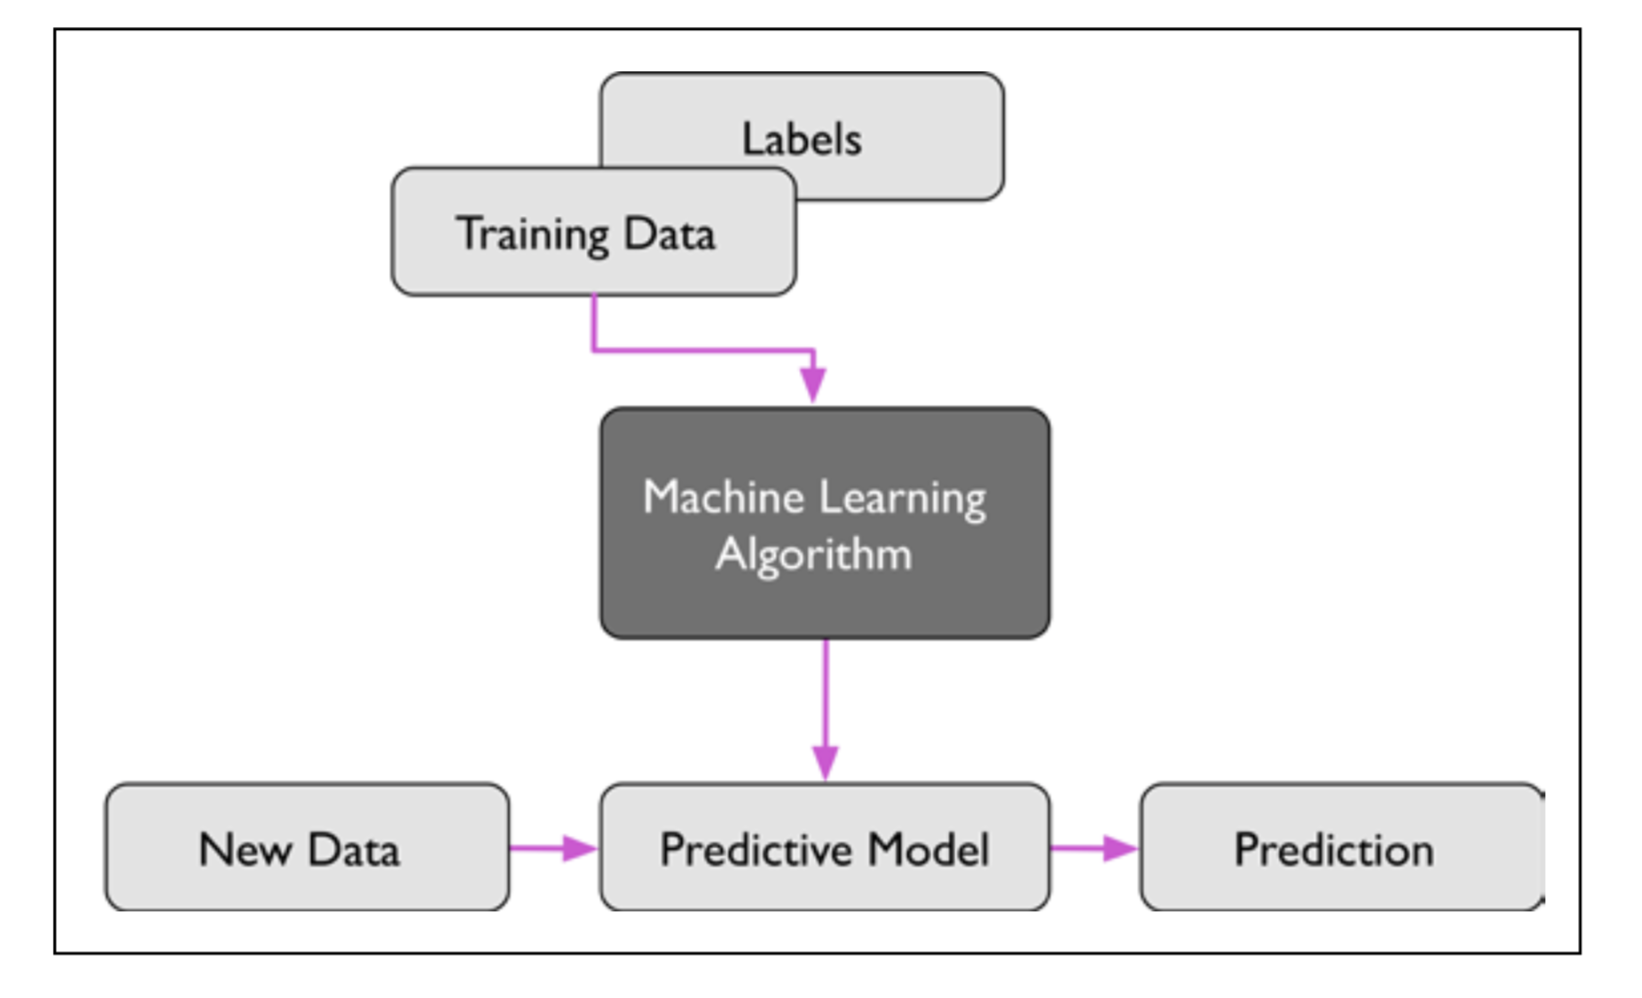 Labels
Training Data
Machine Learning
Algorithm
New Data
Predictive Model
Prediction